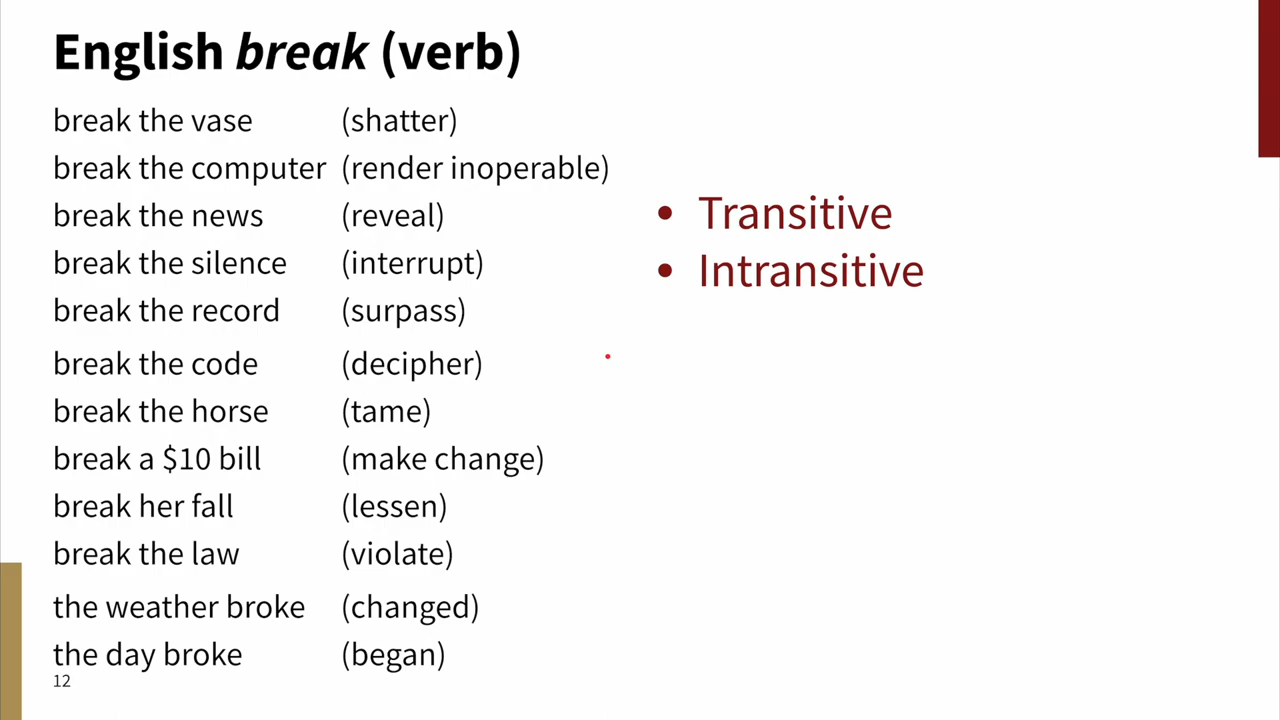 English break (verb)
break the vase (shatter)
break the computer (render inoperable)
break the news (reveal)
break the silence (interrupt)
break the record (surpass)
break the code (decipher)
break the horse (tame)
break a $10 bill (make change)
break her fall (lessen)
break the law (violate)
the weather broke (changed)
the day broke (began)
12
• Transitive
• Intransitive